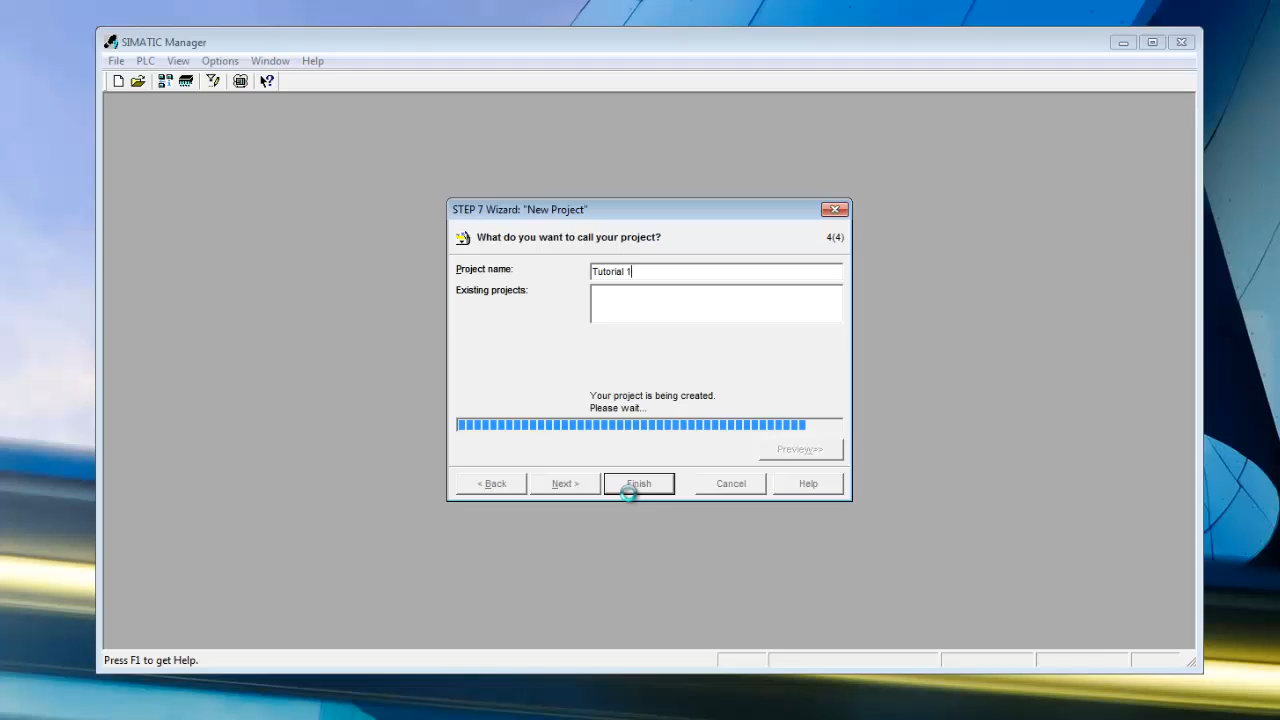 SIMATIC Manager
File PLC View Options Window Help
STEP 7 Wizard: "New Project"
What do you want to call your project? 4(4)
Project name: Tutorial 1
Existing projects:
Your project is being created.
Please wait...
Preview>>
< Back Next > Finish Cancel Help
Press F1 to get Help.